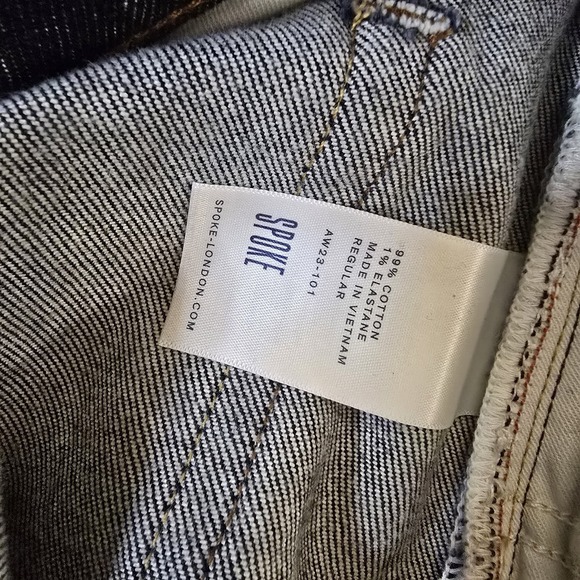 99% COTTON
1% ELASTANE
MADE IN VIETNAM
REGULAR
AW23-101
SPOKE
SPOKE-LONDON.COM